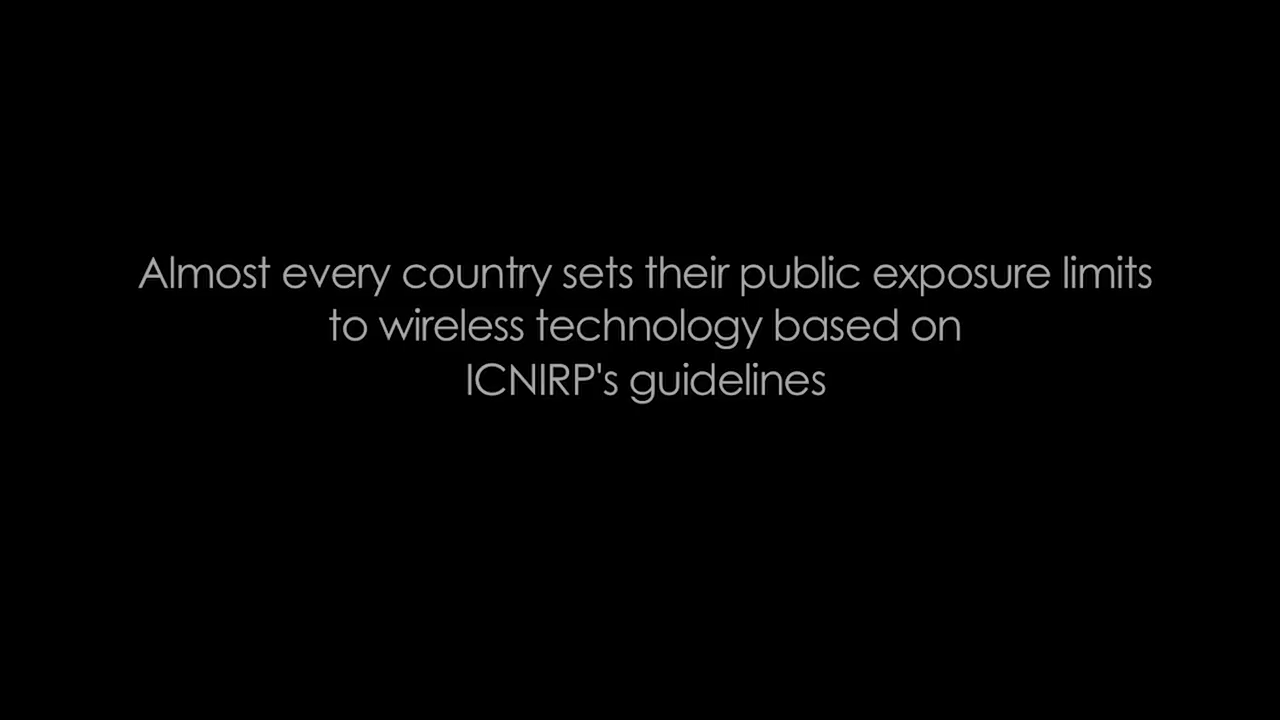 Almost every country sets their public exposure limits
to wireless technology based on
ICNIRP's guidelines